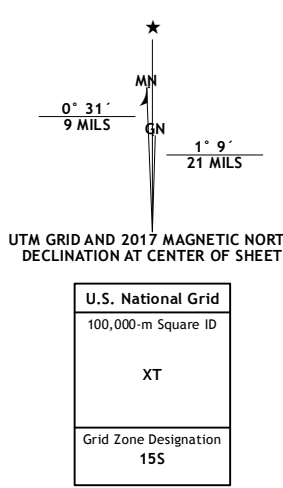 ★
MN
0° 31´
9 MILS
GN
1° 9´
21 MILS
UTM GRID AND 2017 MAGNETIC NORT
DECLINATION AT CENTER OF SHEET
U.S. National Grid
100,000-m Square ID
XT
Grid Zone Designation
15S